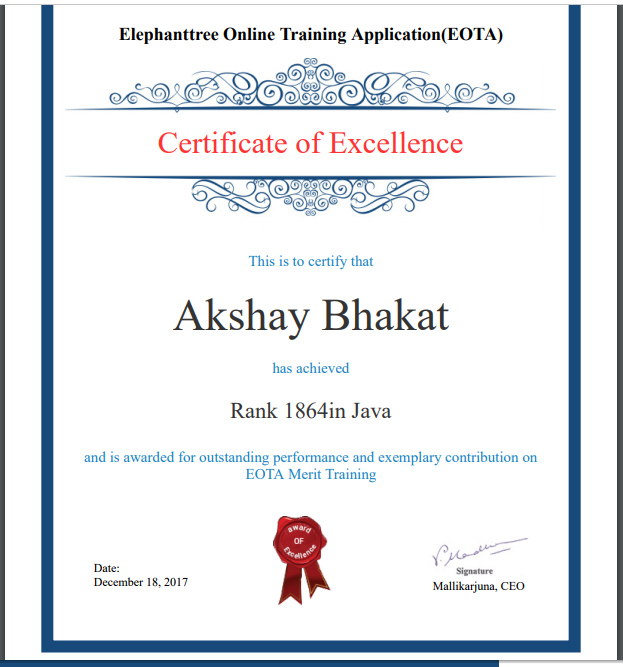 Elephanttree Online Training Application(EOTA)
Certificate of Excellence
This is to certify that
Akshay Bhakat
has achieved
Rank 1864in Java
and is awarded for outstanding performance and exemplary contribution on
EOTA Merit Training
award
OF
Excellence
Date:
December 18, 2017
Signature
Mallikarjuna, CEO